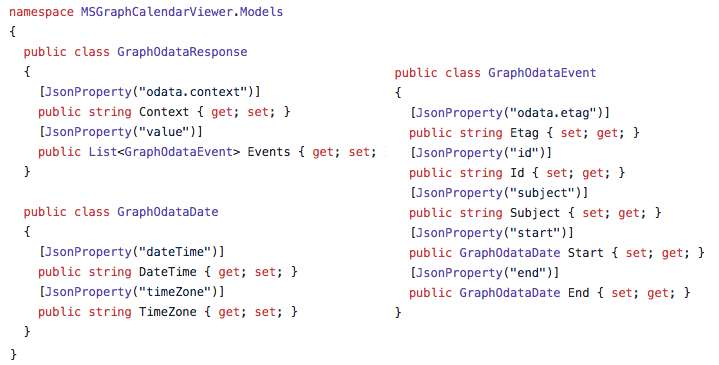 namespace MSGraphCalendarViewer.Models
{
  public class GraphOdataResponse
  {
    [JsonProperty("odata.context")]
    public string Context { get; set; }
    [JsonProperty("value")]
    public List<GraphOdataEvent> Events { get; set;
  }

  public class GraphOdataDate
  {
    [JsonProperty("dateTime")]
    public string DateTime { get; set; }
    [JsonProperty("timeZone")]
    public string TimeZone { get; set; }
  }
}
public class GraphOdataEvent
{
  [JsonProperty("odata.etag")]
  public string Etag { set; get; }
  [JsonProperty("id")]
  public string Id { set; get; }
  [JsonProperty("subject")]
  public string Subject { set; get; }
  [JsonProperty("start")]
  public GraphOdataDate Start { set; get; }
  [JsonProperty("end")]
  public GraphOdataDate End { set; get; }
}